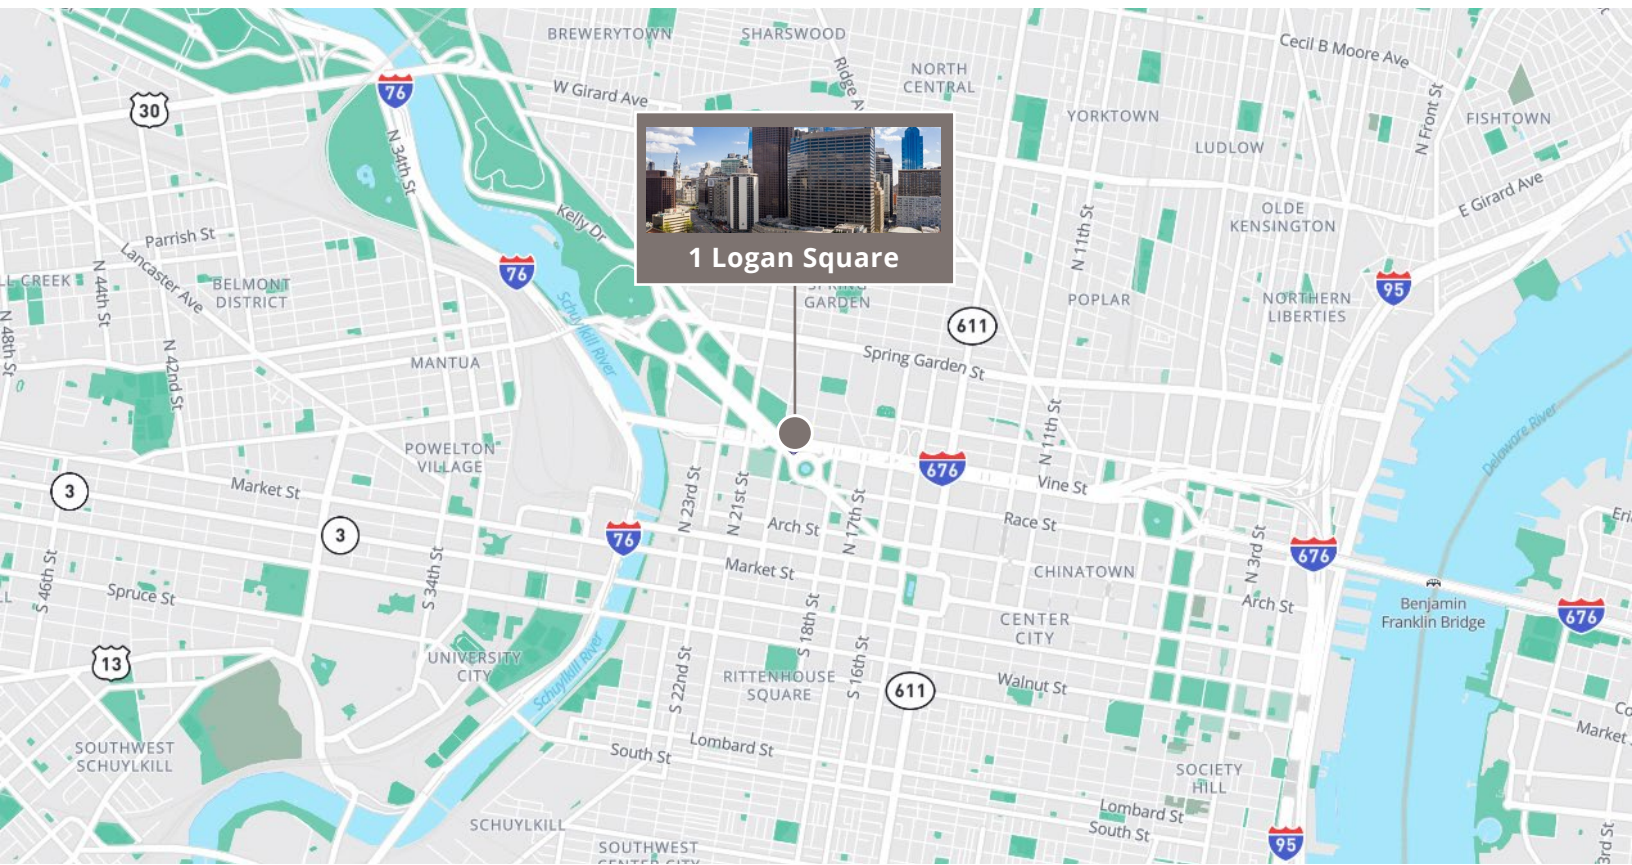 BREWERYTOWN
SHARSWOOD
Cecil B Moore Ave
Ridge A
NORTH
CENTRAL
76
30
W Girard Ave
N Front St
YORKTOWN
FISHTOWN
LUDLOW
N 34th St
E Girard Ave
Kelly Dr
OLDE
KENSINGTON
N 11th St
Parrish St
Lancaster Ave
1 Logan Square
76
LL CREEK
N 44th St
BELMONT
DISTRICT
SPRING
GARDEN
POPLAR
NORTHERN
LIBERTIES
95
N 48th St
Schuylkill River
611
MANTUA
N 42nd St
Spring Garden St
N 11th St
Delaware River
POWELTON
VILLAGE
676
3
Market St
N 23rd St
N 21st St
Vine St
Arch St
N 17th St
Race St
Eri
3
76
N 3rd St
676
S 46th St
S 34th St
Market St
CHINATOWN
Benjamin
Franklin Bridge
676
LL
Spruce St
Arch St
CENTER
CITY
S 18th St
13
UNIVERSITY
CITY
Schuylkill River
S 22nd St
RITTENHOUSE
SQUARE
S 16th St
611
Walnut St
Co
Market
SOUTHWEST
SCHUYLKILL
South St
Lombard St
SOCIETY
HILL
Lombard St
South St
SCHUYLKILL
SOUTHWEST
CENTER CITY
95
3rd St